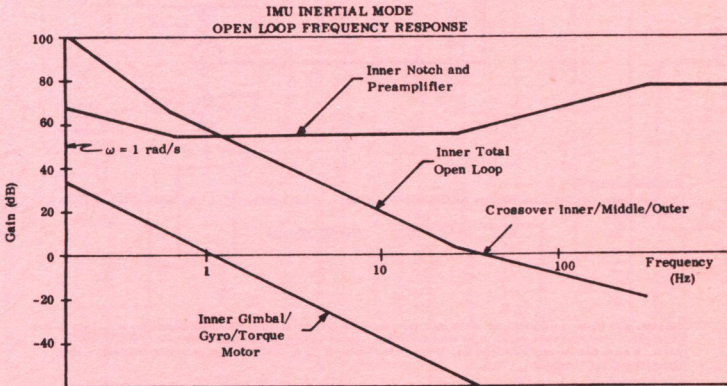 IMU INERTIAL MODE
OPEN LOOP FREQUENCY RESPONSE
100
80
60
40
20
0
-20
-40
Gain (dB)
ω = 1 rad/s
Inner Notch and
Preamplifier
Inner Total
Open Loop
Crossover Inner/Middle/Outer
1
10
100
Frequency
(Hz)
Inner Gimbal/
Gyro/Torque
Motor